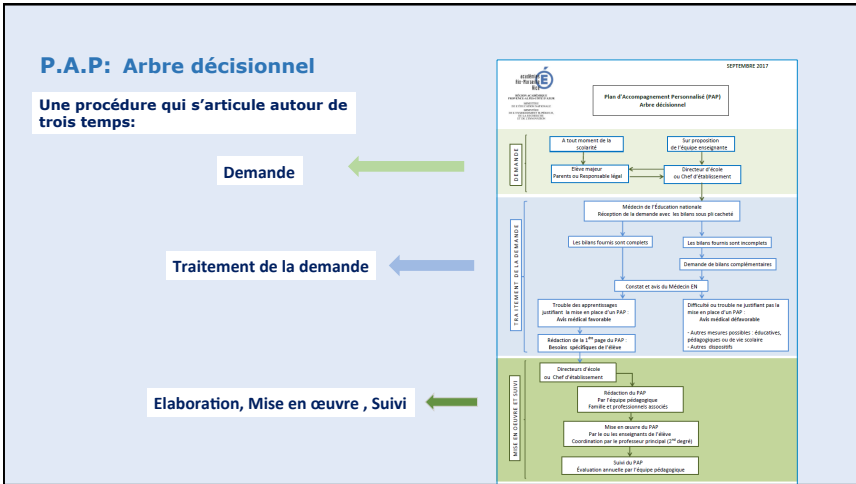 P.A.P: Arbre décisionnel
Une procédure qui s'articule autour de
trois temps:
Demande
Traitement de la demande
Elaboration, Mise en œuvre , Suivi
SEPTEMBRE 2017
académie
Aix-Marseille
Nice
Plan d'Accompagnement Personnalisé (PAP)
Arbre décisionnel
DEMANDE
A tout moment de la
scolarité
Sur proposition
de l'équipe enseignante
Elève majeur
Parents ou Responsable légal
Directeur d'école
ou Chef d'établissement
TRAITEMENT DE LA DEMANDE
Médecin de l'Éducation nationale
Réception de la demande avec les bilans sous pli cacheté
Les bilans fournis sont complets
Les bilans fournis sont incomplets
Demande de bilans complémentaires
Constat et avis du Médecin EN
Trouble des apprentissages
justifiant la mise en place d'un PAP :
Avis médical favorable
Difficulté ou trouble ne justifiant pas la
mise en place d'un PAP :
Avis médical défavorable
- Autres mesures possibles : éducatives,
pédagogiques ou de vie scolaire
- Autres dispositifs
Rédaction de la 1ère page du PAP :
Besoins spécifiques de l'élève
MISE EN OEUVRE ET SUIVI
Directeurs d'école
ou Chef d'établissement
Rédaction du PAP
Par l'équipe pédagogique
Famille et professionnels associés
Mise en œuvre du PAP
Par le ou les enseignants de l'élève
Coordination par le professeur principal (2nd degré)
Suivi du PAP
Évaluation annuelle par l'équipe pédagogique